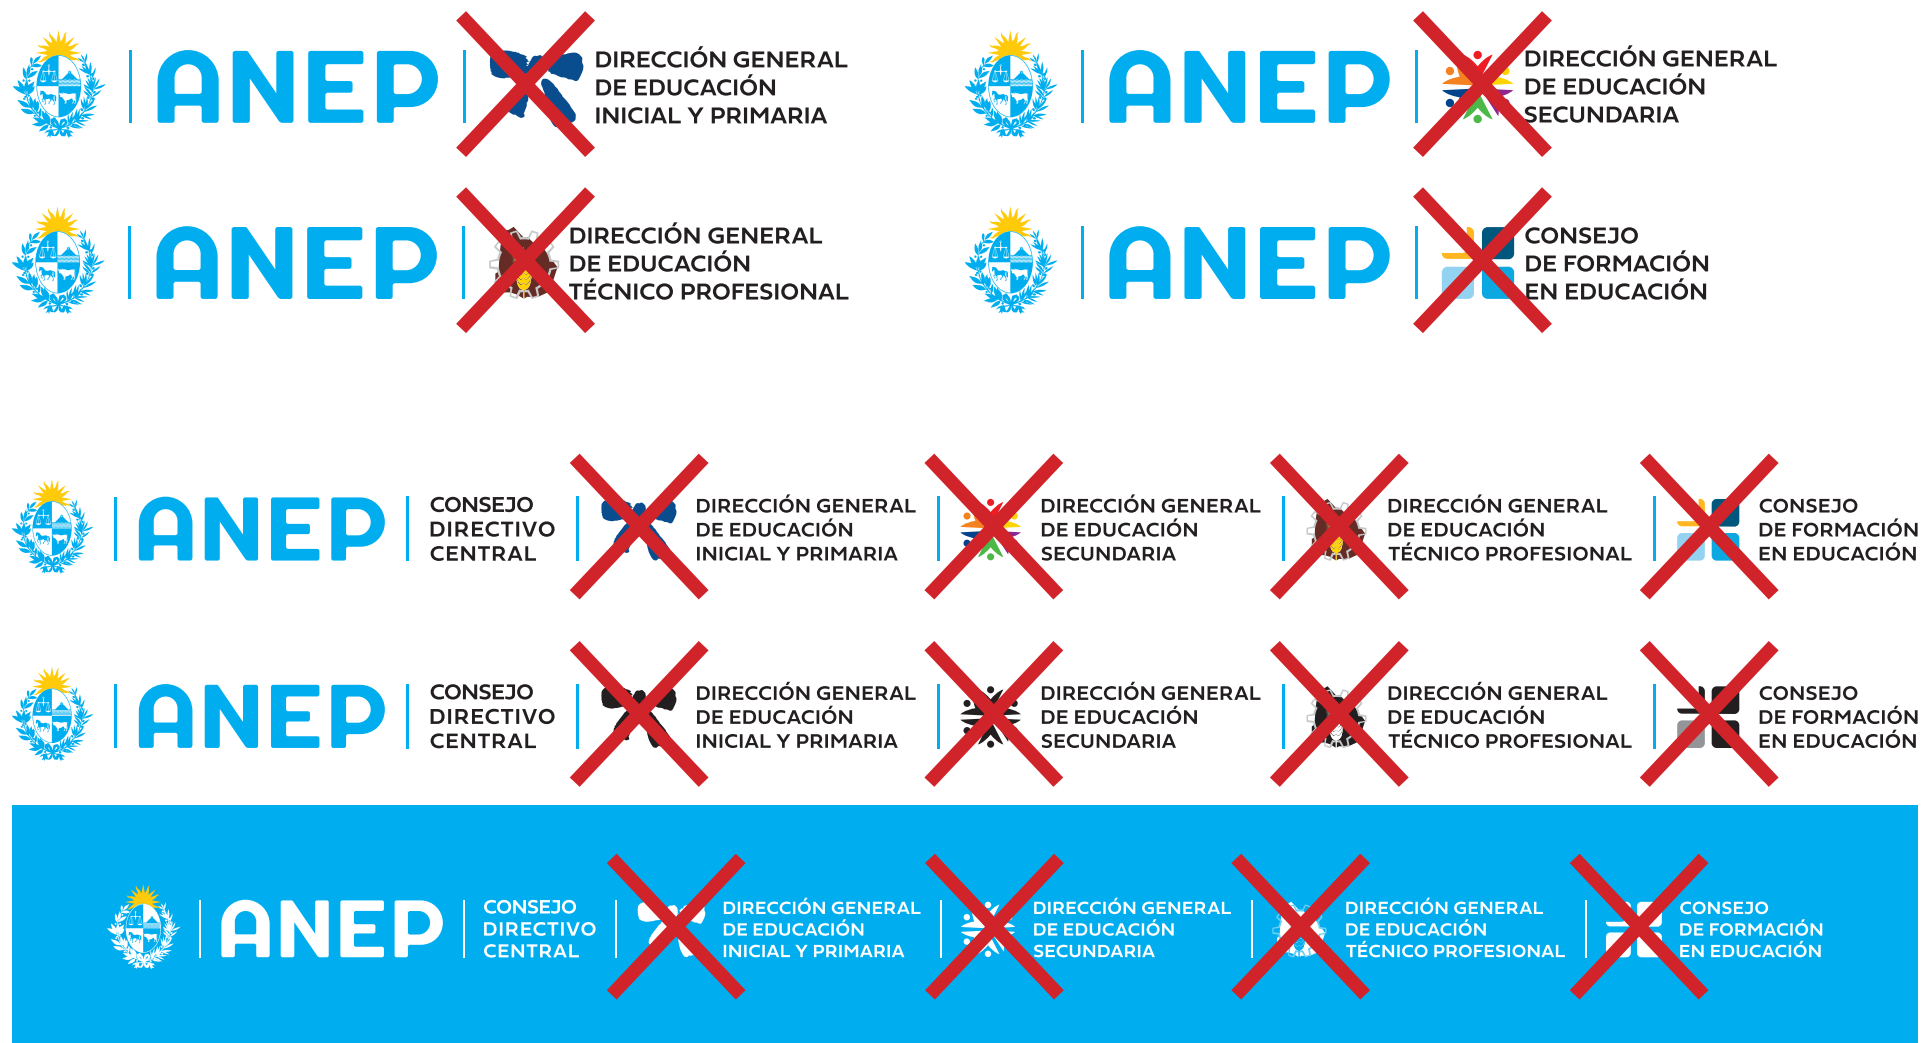 ANEP
DIRECCIÓN GENERAL
DE EDUCACIÓN
INICIAL Y PRIMARIA
ANEP
DIRECCIÓN GENERAL
DE EDUCACIÓN
SECUNDARIA
ANEP
DIRECCIÓN GENERAL
DE EDUCACIÓN
TÉCNICO PROFESIONAL
ANEP
CONSEJO
DE FORMACIÓN
EN EDUCACIÓN
ANEP
CONSEJO
DIRECTIVO
CENTRAL
DIRECCIÓN GENERAL
DE EDUCACIÓN
INICIAL Y PRIMARIA
DIRECCIÓN GENERAL
DE EDUCACIÓN
SECUNDARIA
DIRECCIÓN GENERAL
DE EDUCACIÓN
TÉCNICO PROFESIONAL
CONSEJO
DE FORMACIÓN
EN EDUCACIÓN
ANEP
CONSEJO
DIRECTIVO
CENTRAL
DIRECCIÓN GENERAL
DE EDUCACIÓN
INICIAL Y PRIMARIA
DIRECCIÓN GENERAL
DE EDUCACIÓN
SECUNDARIA
DIRECCIÓN GENERAL
DE EDUCACIÓN
TÉCNICO PROFESIONAL
CONSEJO
DE FORMACIÓN
EN EDUCACIÓN
ANEP
CONSEJO
DIRECTIVO
CENTRAL
DIRECCIÓN GENERAL
DE EDUCACIÓN
INICIAL Y PRIMARIA
DIRECCIÓN GENERAL
DE EDUCACIÓN
SECUNDARIA
DIRECCIÓN GENERAL
DE EDUCACIÓN
TÉCNICO PROFESIONAL
CONSEJO
DE FORMACIÓN
EN EDUCACIÓN